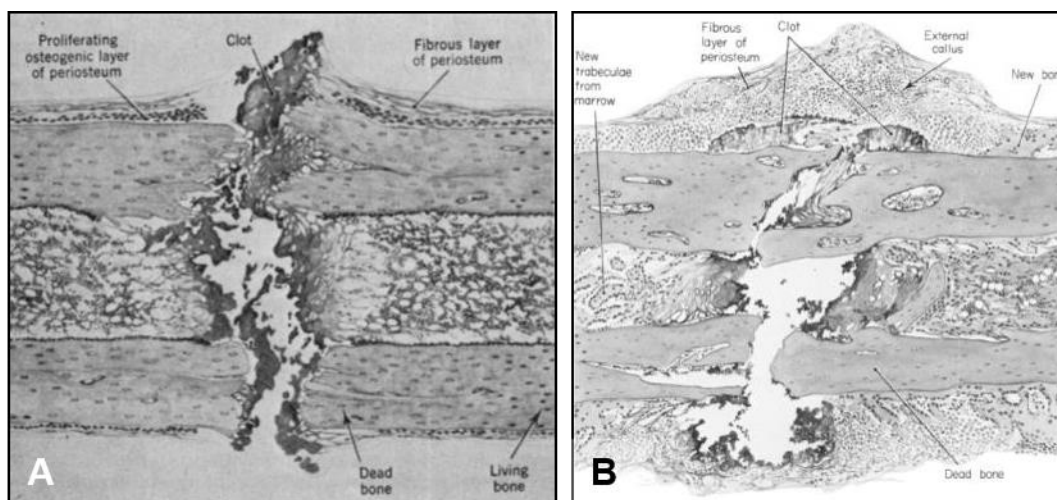 Proliferating
osteogenic layer
of periosteum
Clot
Fibrous layer
of periosteum
Dead
bone
Living
bone
A
New
trabeculae
from
marrow
Fibrous
layer of
periosteum
Clot
External
callus
New bon
Dead bone
B